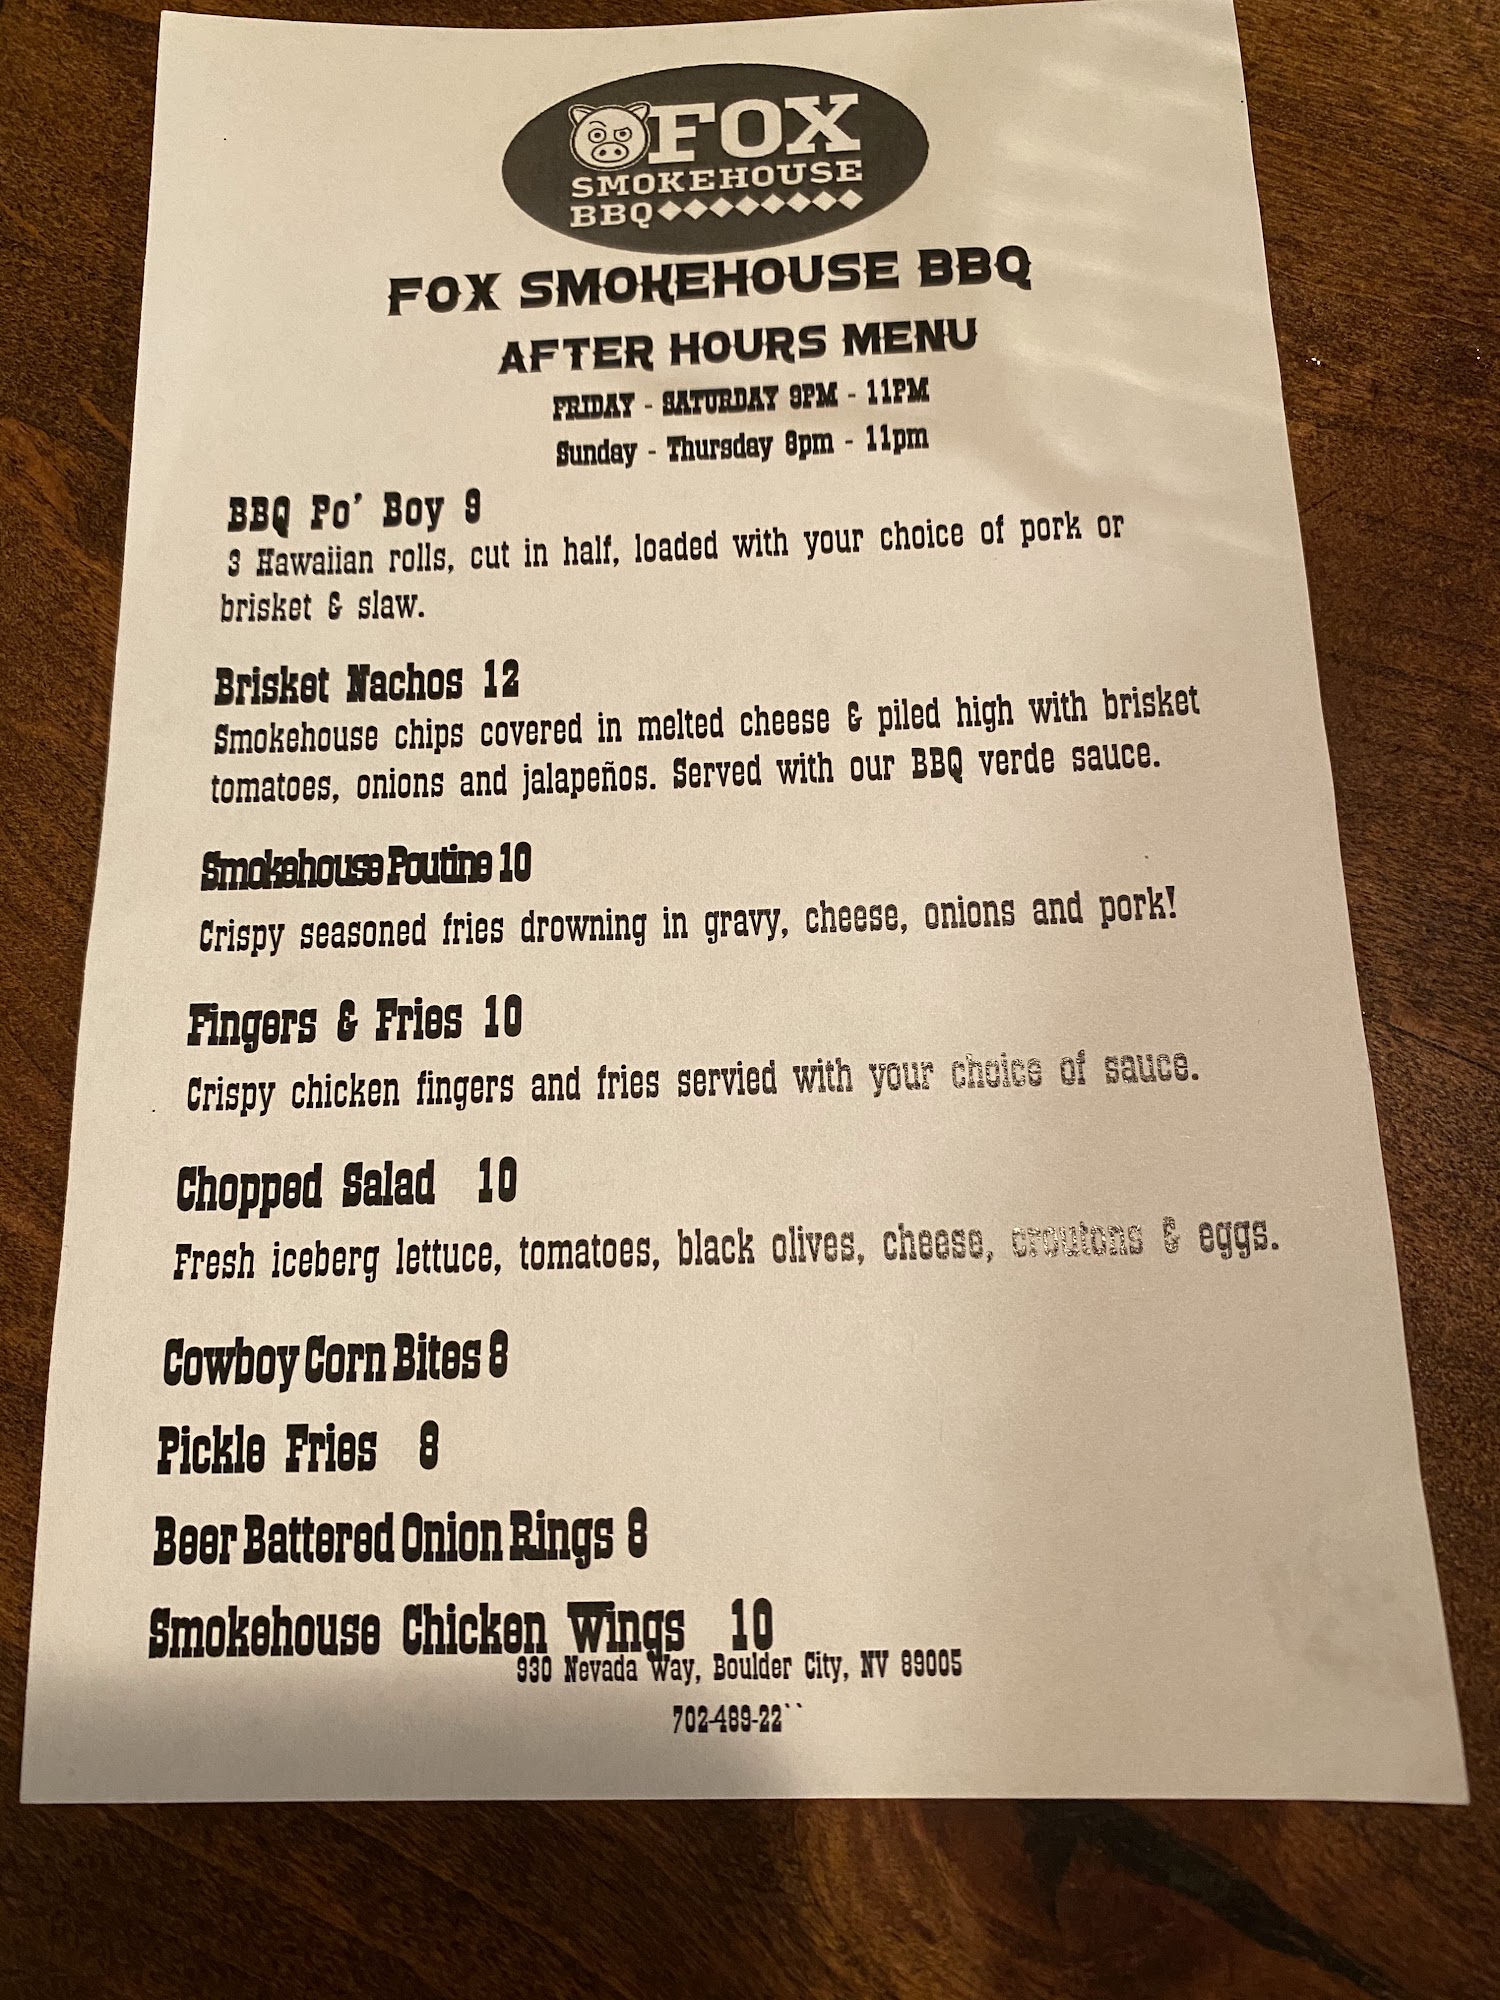 FOX
SMOKEHOUSE
BBQ
FOX SMOKEHOUSE BBQ
AFTER HOURS MENU
FRIDAY - SATURDAY 9PM - 11PM
Sunday - Thursday 8pm - 11pm
BBQ Po' Boy 9
3 Hawaiian rolls, cut in half, loaded with your choice of pork or
brisket & slaw.
Brisket Nachos 12
Smokehouse chips covered in melted cheese & piled high with brisket
tomatoes, onions and jalapeños. Served with our BBQ verde sauce.
Smokehouse Poutine 10
Crispy seasoned fries drowning in gravy, cheese, onions and pork!
Fingers & Fries 10
Crispy chicken fingers and fries servied with your choice of sauce.
Chopped Salad 10
Fresh iceberg lettuce, tomatoes, black olives, cheese, croutons & eggs.
Cowboy Corn Bites 8
Pickle Fries 8
Beer Battered Onion Rings 8
Smokehouse Chicken Wings 10
930 Nevada Way, Boulder City, NV 89005
702-489-22``